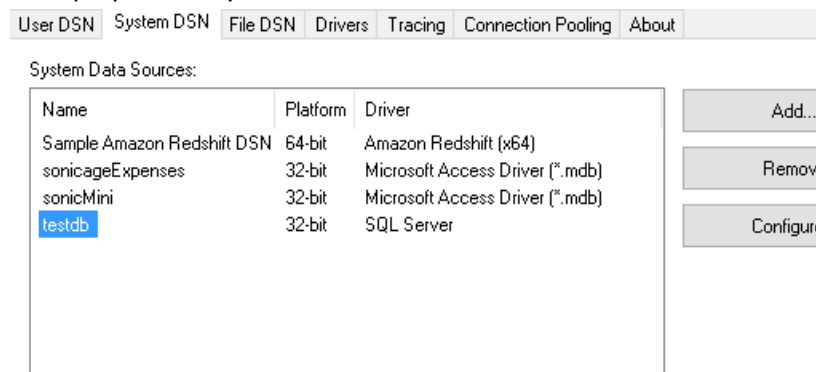 User DSN System DSN File DSN Drivers Tracing Connection Pooling About
System Data Sources:
Name Platform Driver
Sample Amazon Redshift DSN 64-bit Amazon Redshift (x64)
sonicageExpenses 32-bit Microsoft Access Driver (*.mdb)
sonicMini 32-bit Microsoft Access Driver (*.mdb)
testdb 32-bit SQL Server
Add...
Remov
Configur